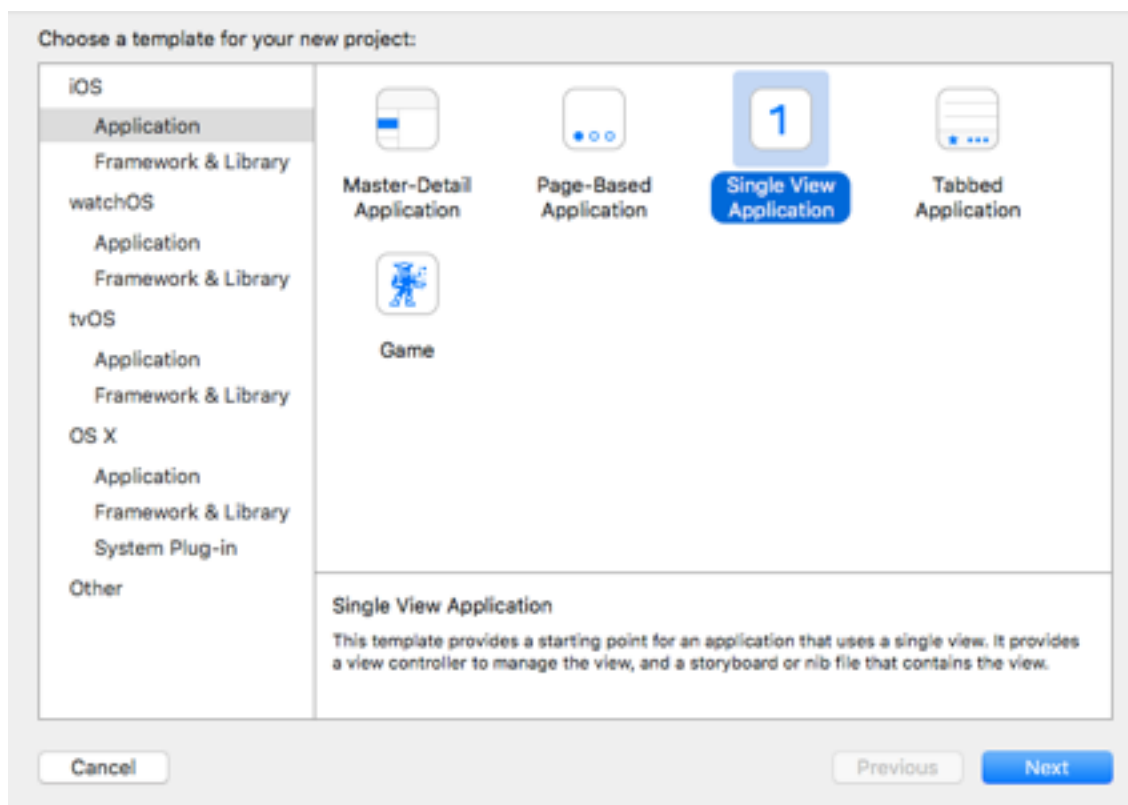 Choose a template for your new project:
iOS
Application
Framework & Library
watchOS
Application
Framework & Library
tvOS
Application
Framework & Library
OS X
Application
Framework & Library
System Plug-in
Other
Master-Detail
Application
Page-Based
Application
1
Single View
Application
Tabbed
Application
Game
Single View Application
This template provides a starting point for an application that uses a single view. It provides
a view controller to manage the view, and a storyboard or nib file that contains the view.
Cancel
Previous
Next